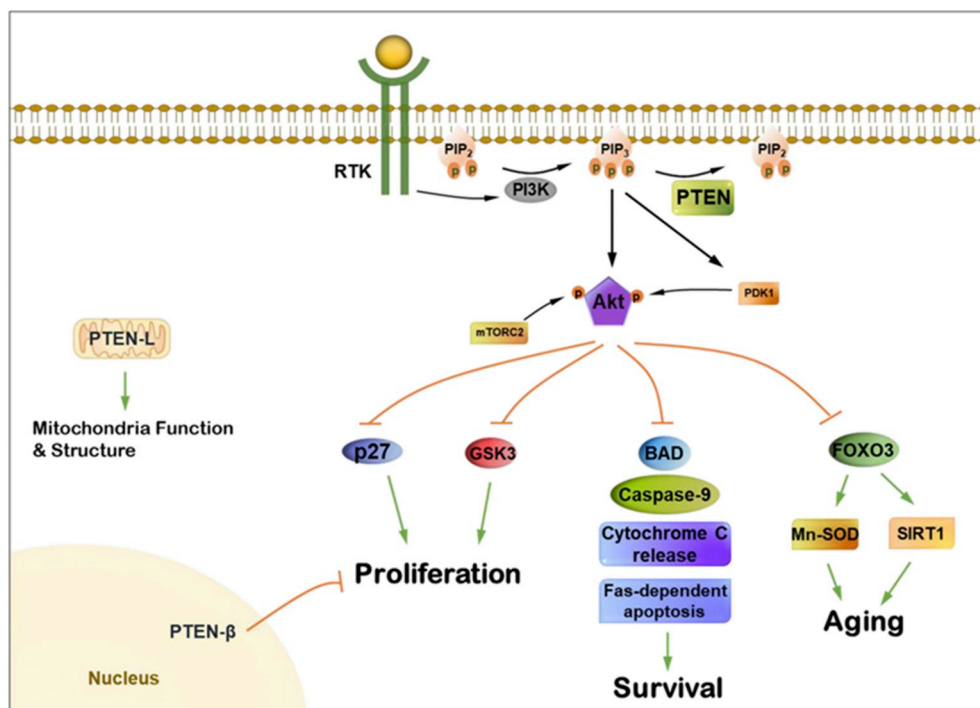 PIP2
PIP3
PIP2
p p
p p p
p p
RTK
PI3K
PTEN
p
Akt
p
PDK1
mTORC2
PTEN-L
Mitochondria Function
& Structure
p27
GSK3
BAD
FOXO3
Caspase-9
Cytochrome C
release
Mn-SOD
SIRT1
Proliferation
Fas-dependent
apoptosis
Aging
PTEN-β
Nucleus
Survival